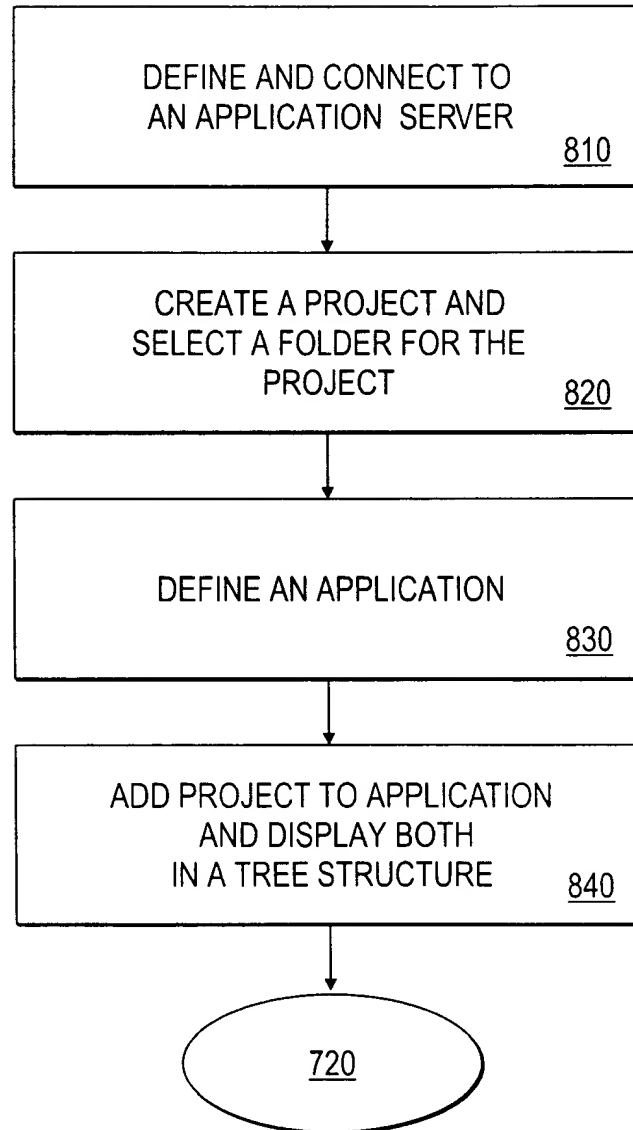 DEFINE AND CONNECT TO
AN APPLICATION SERVER
810
CREATE A PROJECT AND
SELECT A FOLDER FOR THE
PROJECT
820
DEFINE AN APPLICATION
830
ADD PROJECT TO APPLICATION
AND DISPLAY BOTH
IN A TREE STRUCTURE
840
720